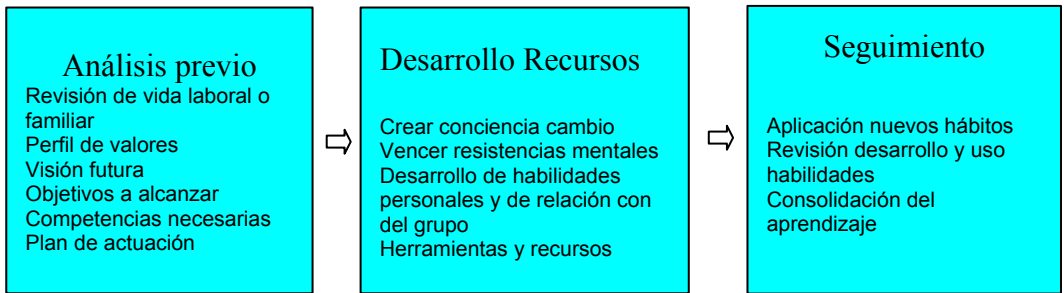 Análisis previo
Revisión de vida laboral o
familiar
Perfil de valores
Visión futura
Objetivos a alcanzar
Competencias necesarias
Plan de actuación
Desarrollo Recursos
Crear conciencia cambio
Vencer resistencias mentales
Desarrollo de habilidades
personales y de relación con
del grupo
Herramientas y recursos
Seguimiento
Aplicación nuevos hábitos
Revisión desarrollo y uso
habilidades
Consolidación del
aprendizaje